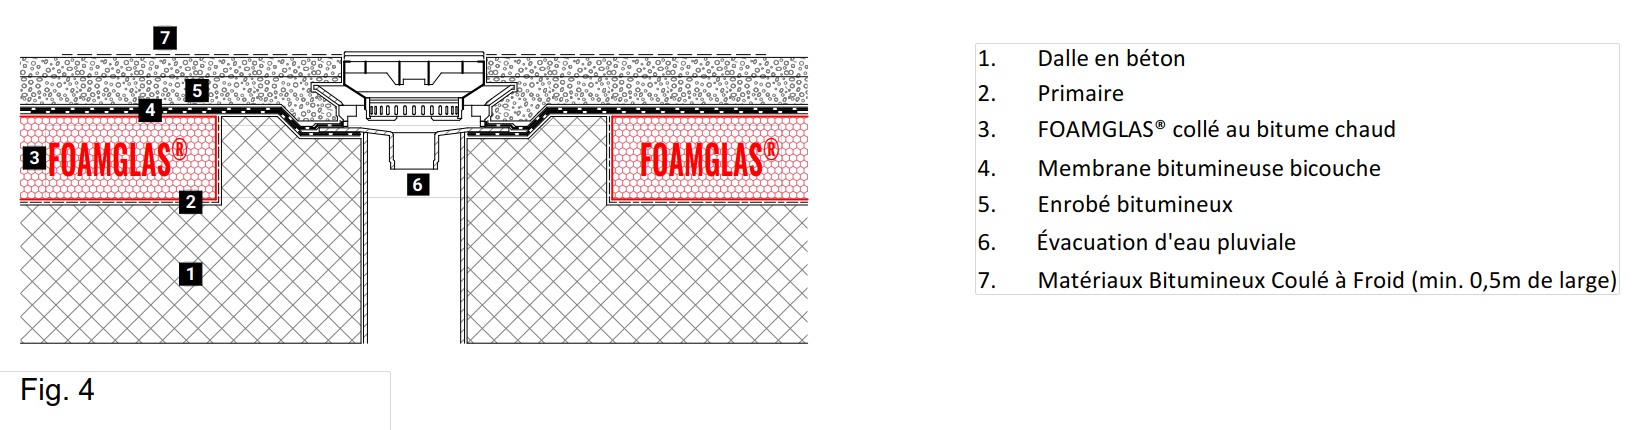 7
5
4
3 FOAMGLAS® FOAMGLAS®
6
2
1
Fig. 4
1. Dalle en béton
2. Primaire
3. FOAMGLAS® collé au bitume chaud
4. Membrane bitumineuse bicouche
5. Enrobé bitumineux
6. Évacuation d'eau pluviale
7. Matériaux Bitumineux Coulé à Froid (min. 0,5m de large)